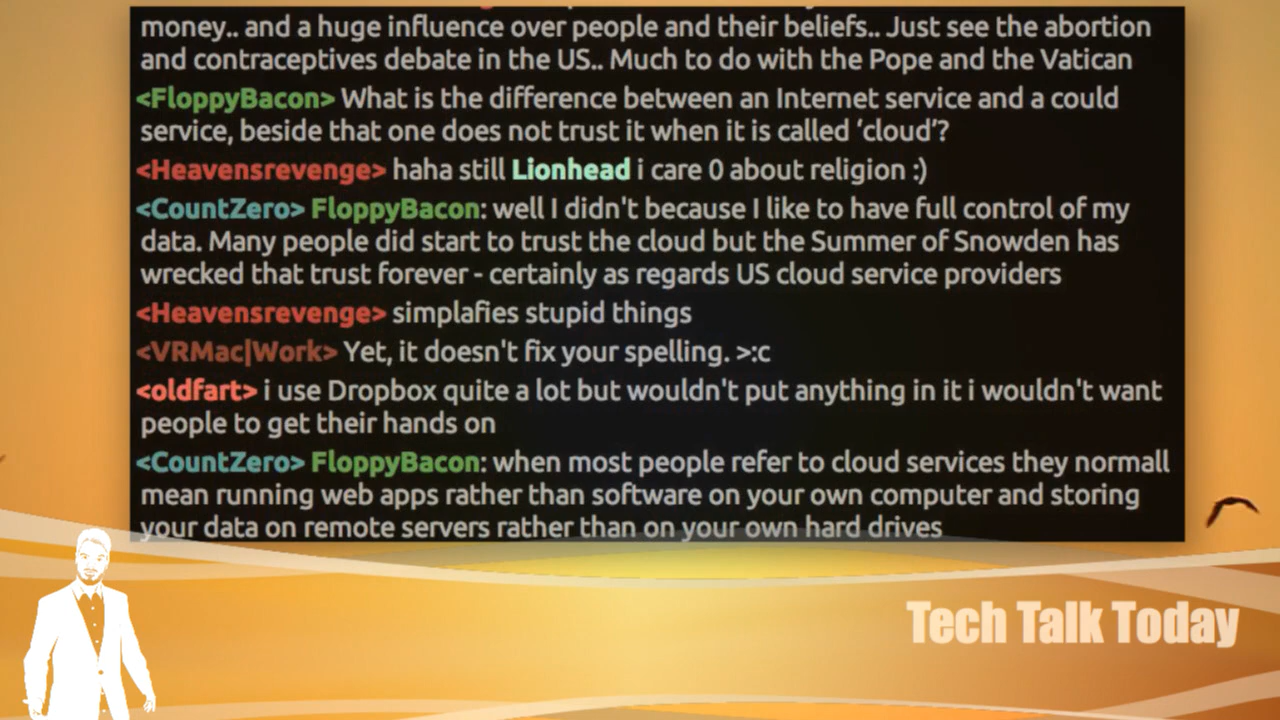 money.. and a huge influence over people and their beliefs.. Just see the abortion
and contraceptives debate in the US.. Much to do with the Pope and the Vatican
<FloppyBacon> What is the difference between an Internet service and a could
service, beside that one does not trust it when it is called ‘cloud’?
<Heavensrevenge> haha still Lionhead i care 0 about religion :)
<CountZero> FloppyBacon: well I didn't because I like to have full control of my
data. Many people did start to trust the cloud but the Summer of Snowden has
wrecked that trust forever - certainly as regards US cloud service providers
<Heavensrevenge> simplafies stupid things
<VRMac|Work> Yet, it doesn't fix your spelling. >:c
<oldfart> i use Dropbox quite a lot but wouldn't put anything in it i wouldn't want
people to get their hands on
<CountZero> FloppyBacon: when most people refer to cloud services they normall
mean running web apps rather than software on your own computer and storing
your data on remote servers rather than on your own hard drives
Tech Talk Today